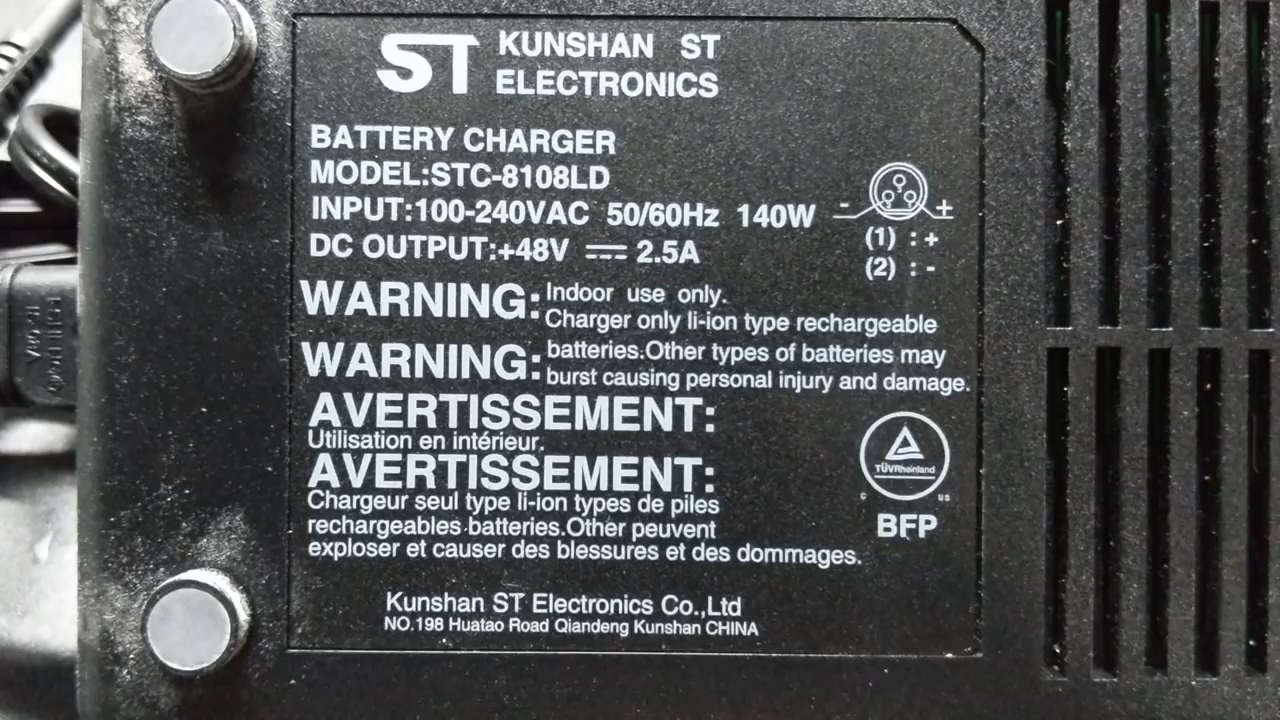 ST KUNSHAN ST
ELECTRONICS
BATTERY CHARGER
MODEL:STC-8108LD
INPUT:100-240VAC 50/60Hz 140W
- +
DC OUTPUT:+48V 2.5A
(1) : +
(2) : -
WARNING: Indoor use only.
Charger only li-ion type rechargeable
WARNING: batteries.Other types of batteries may
burst causing personal injury and damage.
AVERTISSEMENT:
Utilisation en intérieur.
AVERTISSEMENT:
Chargeur seul type li-ion types de piles
rechargeables batteries.Other peuvent
exploser et causer des blessures et des dommages.
TÜVRheinland
C US
BFP
Kunshan ST Electronics Co.,Ltd
NO.198 Huatao Road Qiandeng Kunshan CHINA